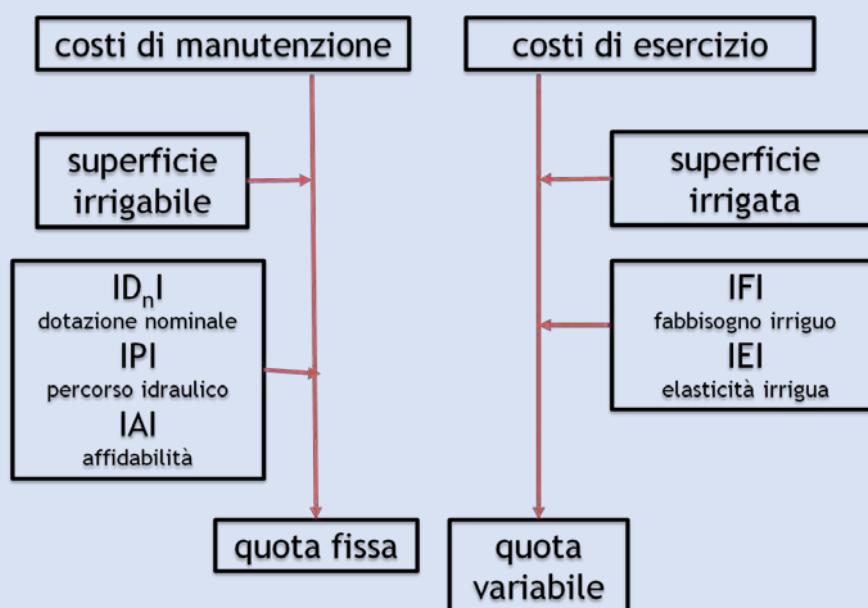 costi di manutenzione
costi di esercizio
superficie
irrigabile
superficie
irrigata
IDnI
dotazione nominale
IPI
percorso idraulico
IAI
affidabilità
IFI
fabbisogno irriguo
IEI
elasticità irrigua
quota fissa
quota
variabile